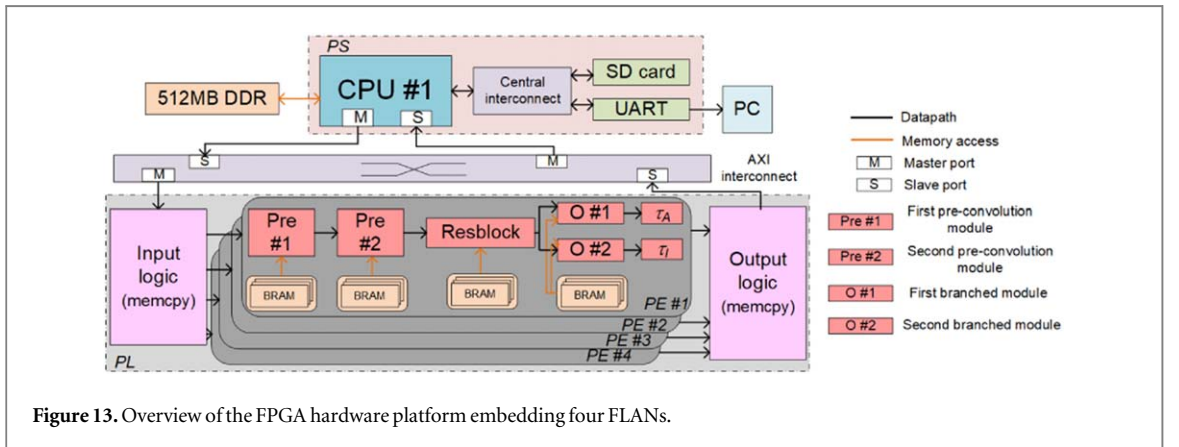 PS
CPU #1
M
S
512MB DDR
Central
interconnect
SD card
UART
PC
S
M
M
S
AXI
interconnect
Datapath
Memory access
M
Master port
S
Slave port
Pre #1
First pre-convolution
module
Pre #2
Second pre-convolution
module
O #1
First branched module
O #2
Second branched module
Input
logic
(memcpy)
Pre
#1
Pre
#2
Resblock
O #1
τA
O #2
τI
BRAM
BRAM
BRAM
BRAM
PE #1
PE #2
PE #3
PE #4
Output
logic
(memcpy)
PL
Figure 13. Overview of the FPGA hardware platform embedding four FLANs.